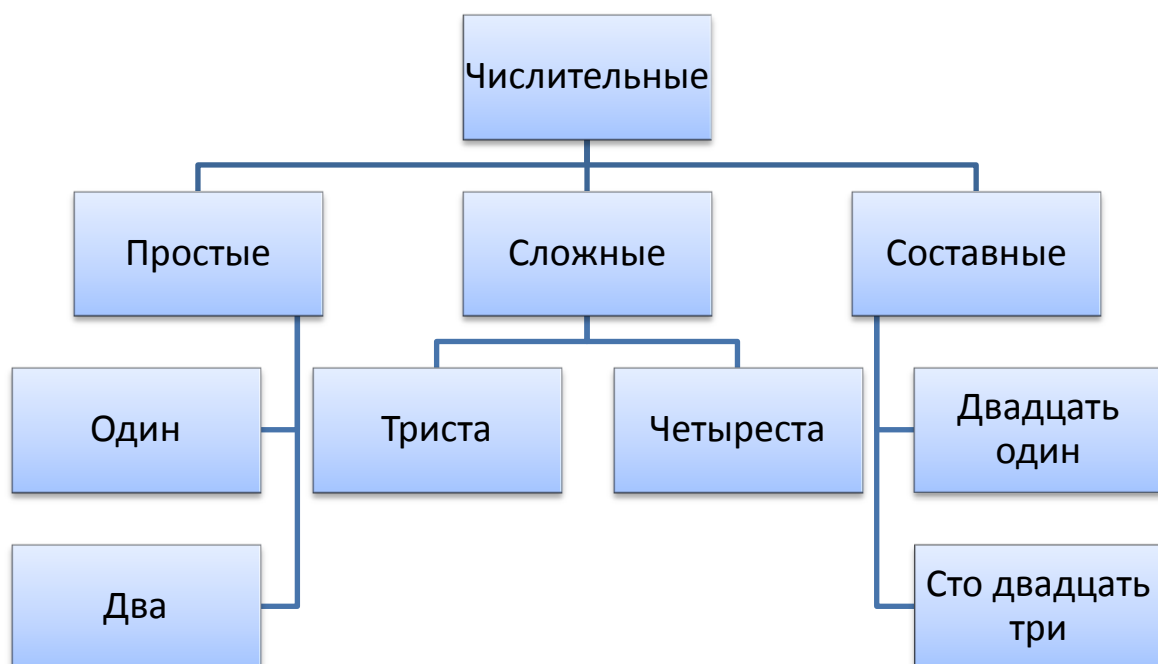 Числительные
Простые
Сложные
Составные
Один
Триста
Четыреста
Двадцать
один
Два
Сто двадцать
три